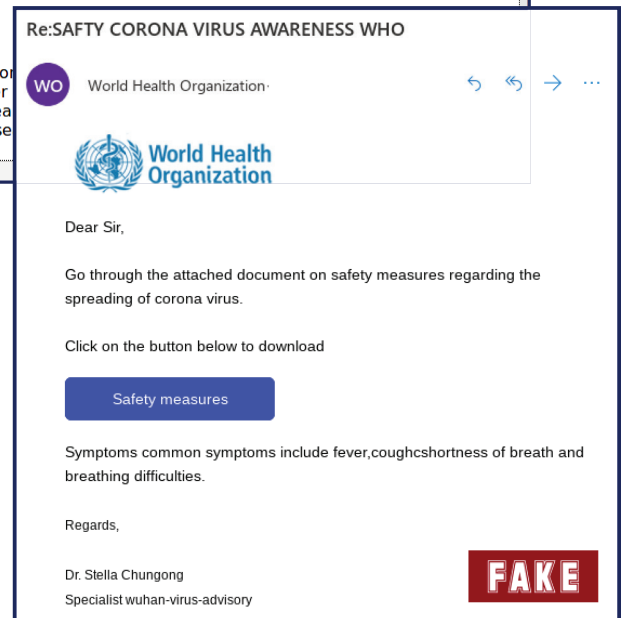 Re:SAFTY CORONA VIRUS AWARENESS WHO
WO
World Health Organization
World Health
Organization
Dear Sir,
Go through the attached document on safety measures regarding the
spreading of corona virus.
Click on the button below to download
Safety measures
Symptoms common symptoms include fever,coughcshortness of breath and
breathing difficulties.
Regards,
Dr. Stella Chungong
Specialist wuhan-virus-advisory
FAKE